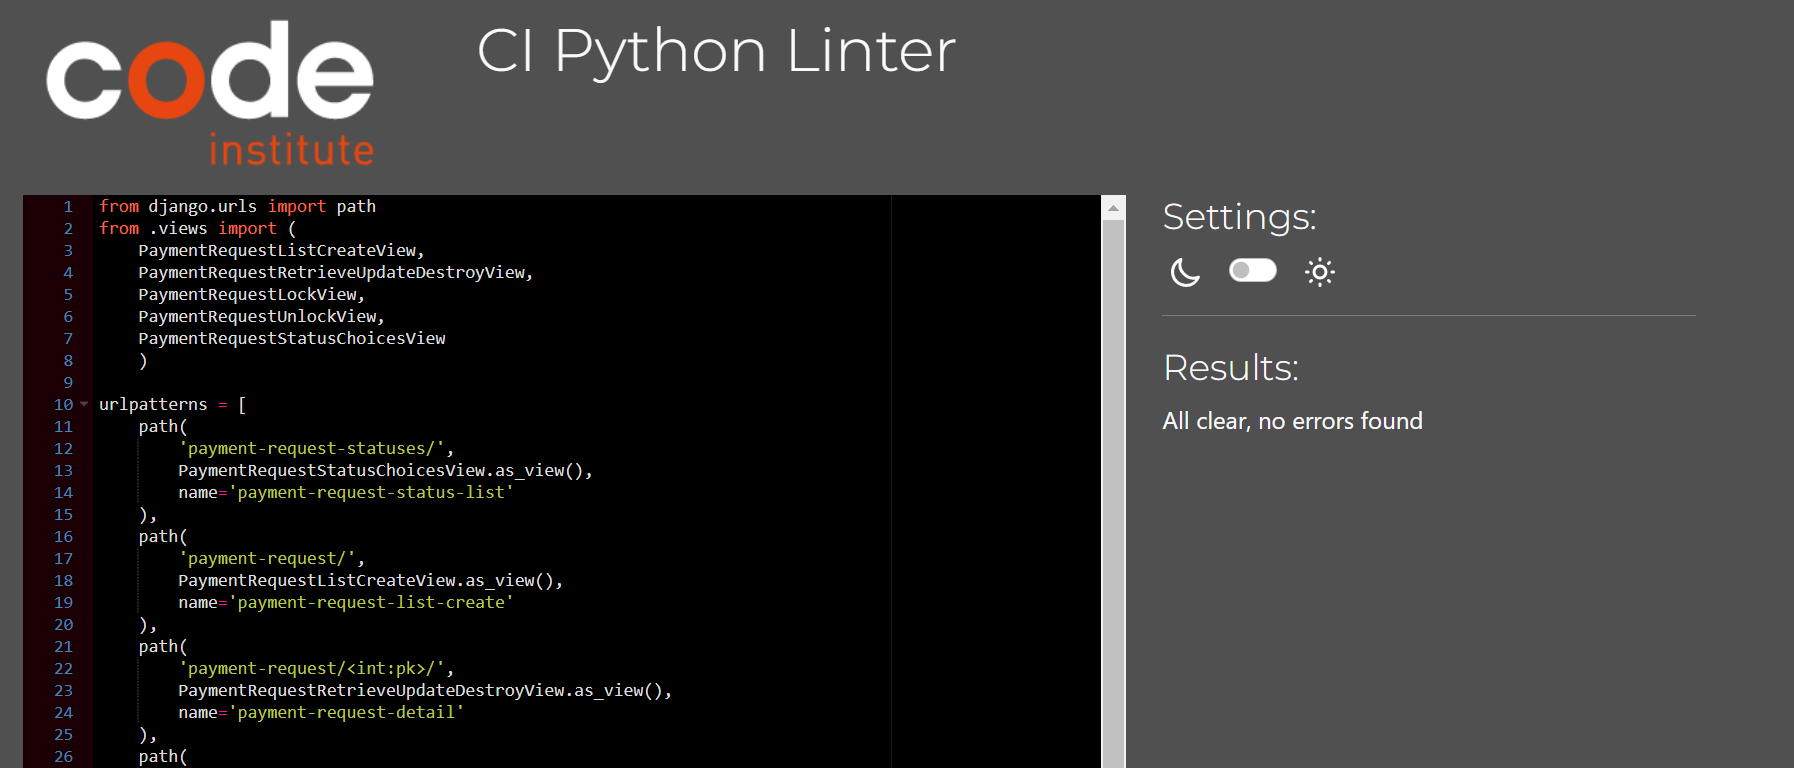 code
institute
CI Python Linter
1 from django.urls import path
2 from .views import (
3     PaymentRequestListCreateView,
4     PaymentRequestRetrieveUpdateDestroyView,
5     PaymentRequestLockView,
6     PaymentRequestUnlockView,
7     PaymentRequestStatusChoicesView
8     )
9
10 urlpatterns = [
11     path(
12         'payment-request-statuses/',
13         PaymentRequestStatusChoicesView.as_view(),
14         name='payment-request-status-list'
15     ),
16     path(
17         'payment-request/',
18         PaymentRequestListCreateView.as_view(),
19         name='payment-request-list-create'
20     ),
21     path(
22         'payment-request/<int:pk>/',
23         PaymentRequestRetrieveUpdateDestroyView.as_view(),
24         name='payment-request-detail'
25     ),
26     path(
Settings:
Results:
All clear, no errors found